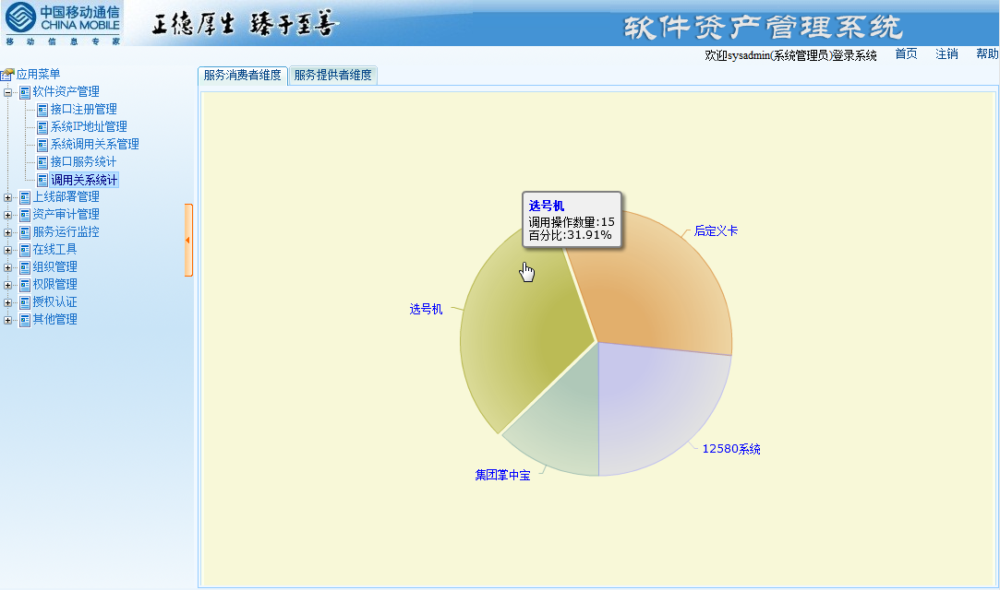 中国移动通信
CHINA MOBILE
移动信息专家
正德厚生 臻于至善
软件资产管理系统
欢迎sysadmin(系统管理员)登录系统 首页 注销 帮助
应用菜单
软件资产管理
接口注册管理
系统IP地址管理
系统调用关系管理
接口服务统计
调用关系统计
上线部署管理
资产审计管理
服务运行监控
在线工具
组织管理
权限管理
授权认证
其他管理
服务消费者维度 服务提供者维度
选号机
调用操作数量:15
百分比:31.91%
后定义卡
选号机
12580系统
集团掌中宝